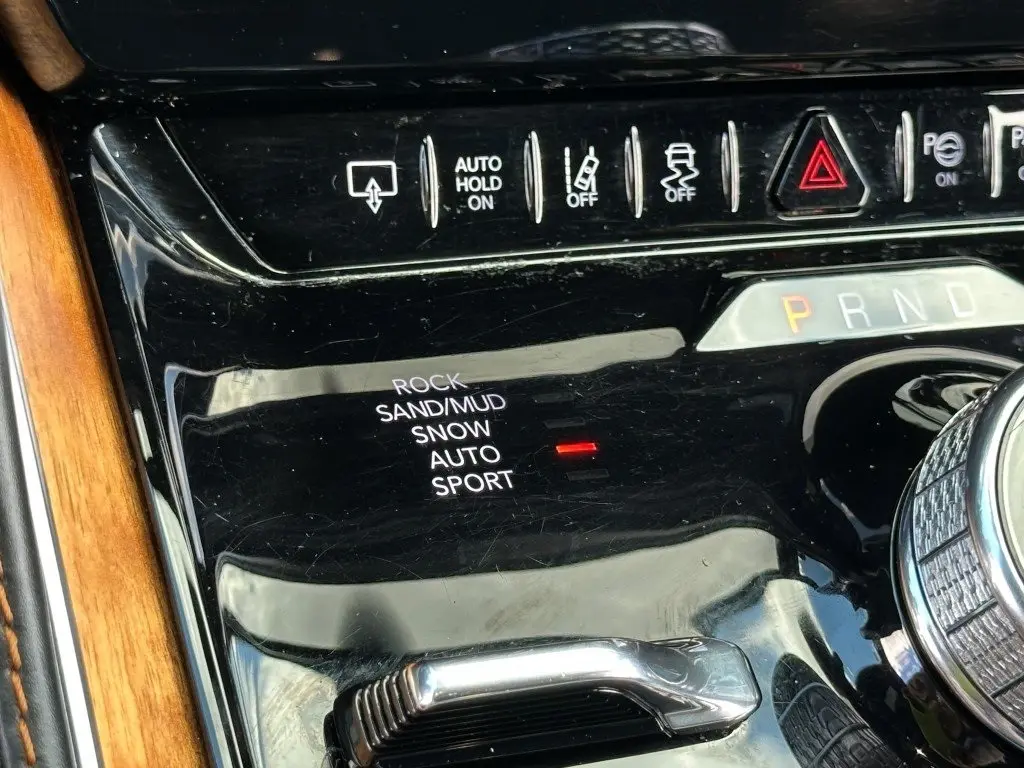 AUTO
HOLD
ON
OFF
OFF
P
ON
P R N D
ROCK
SAND/MUD
SNOW
AUTO
SPORT